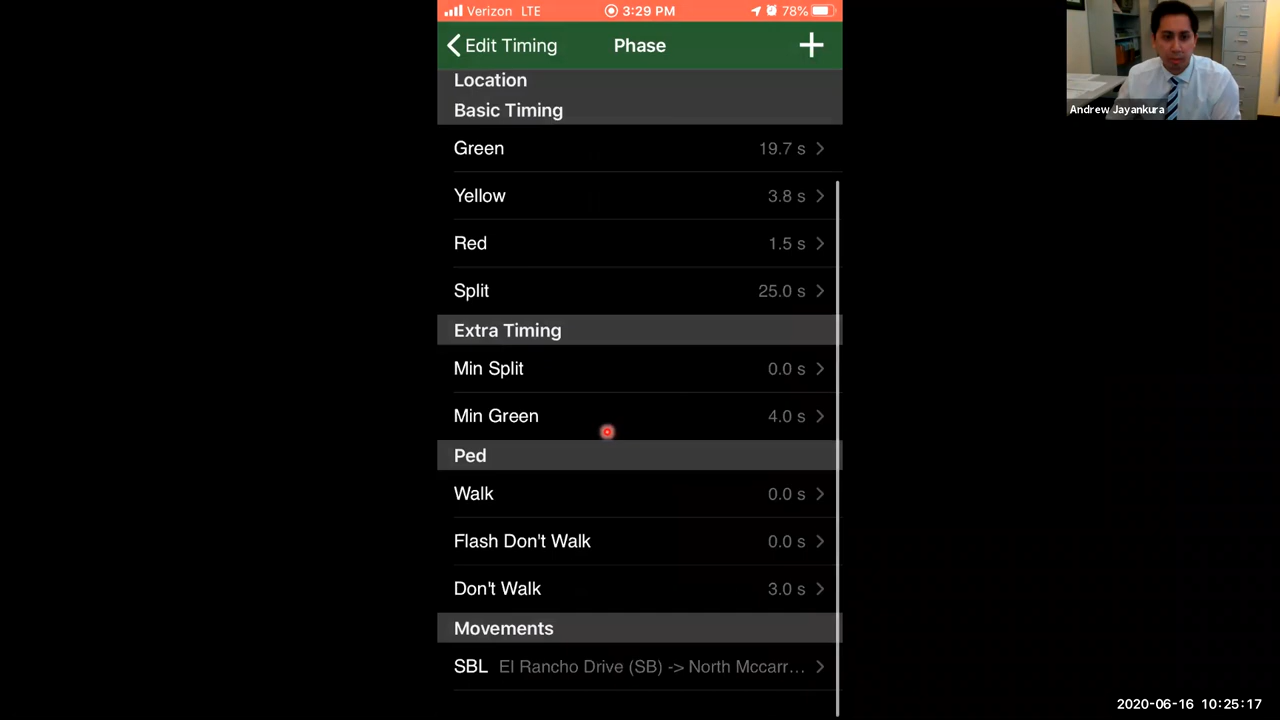 Verizon LTE 3:29 PM 78%
Edit Timing Phase +
Location
Basic Timing
Green 19.7 s
Yellow 3.8 s
Red 1.5 s
Split 25.0 s
Extra Timing
Min Split 0.0 s
Min Green 4.0 s
Ped
Walk 0.0 s
Flash Don't Walk 0.0 s
Don't Walk 3.0 s
Movements
SBL El Rancho Drive (SB) -> North Mccarr...
Andrew Jayankura
2020-06-16 10:25:17